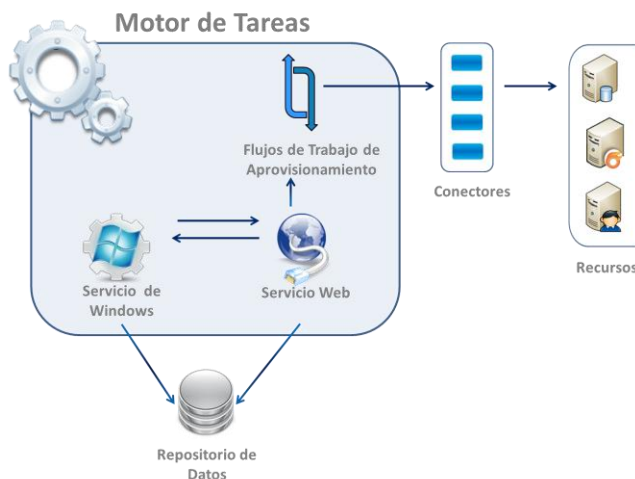 Motor de Tareas
Flujos de Trabajo de
Aprovisionamiento
Conectores
Recursos
Servicio de
Windows
Servicio Web
Repositorio de
Datos